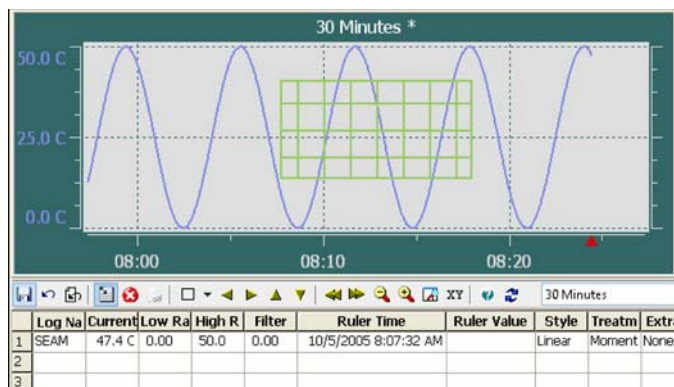 30 Minutes *
50.0 C
25.0 C
0.0 C
08:00 08:10 08:20
XY 30 Minutes
Log Na Current Low Ra High R Filter Ruler Time Ruler Value Style Treatm Extra
1 SEAM 47.4 C 0.00 50.0 0.00 10/5/2005 8:07:32 AM Linear Moment None
2
3